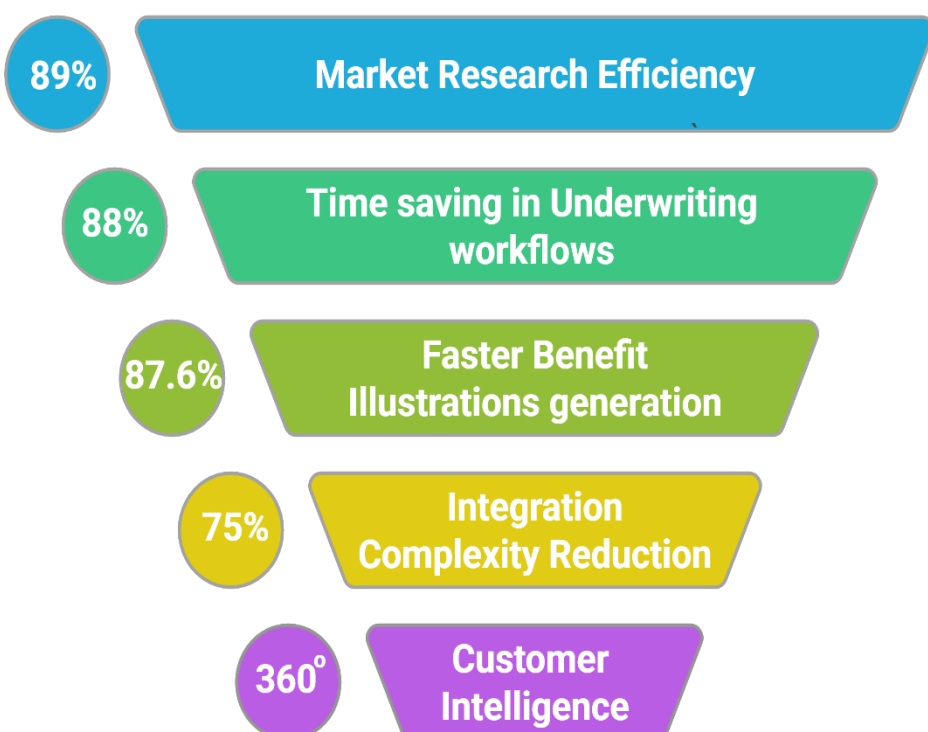 89%
Market Research Efficiency
88%
Time saving in Underwriting
workflows
87.6%
Faster Benefit
Illustrations generation
75%
Integration
Complexity Reduction
360º
Customer
Intelligence